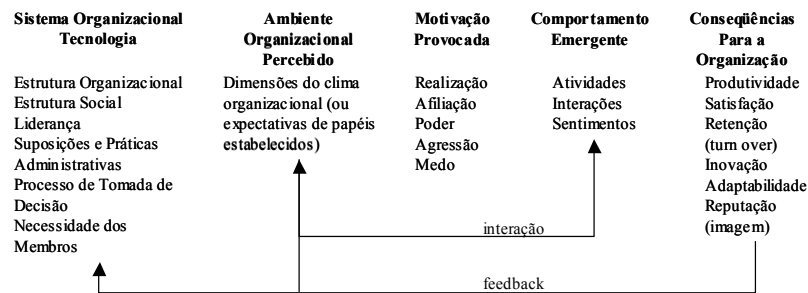 Sistema Organizacional
Tecnologia
Estrutura Organizacional
Estrutura Social
Liderança
Suposições e Práticas
Administrativas
Processo de Tomada de
Decisão
Necessidade dos
Membros
Ambiente
Organizacional
Percebido
Dimensões do clima
organizacional (ou
expectativas de papéis
estabelecidos)
Motivação
Provocada
Realização
Afiliação
Poder
Agressão
Medo
Comportamento
Emergente
Atividades
Interações
Sentimentos
Conseqüências
Para a
Organização
Produtividade
Satisfação
Retenção
(turn over)
Inovação
Adaptabilidade
Reputação
(imagem)
interação
feedback